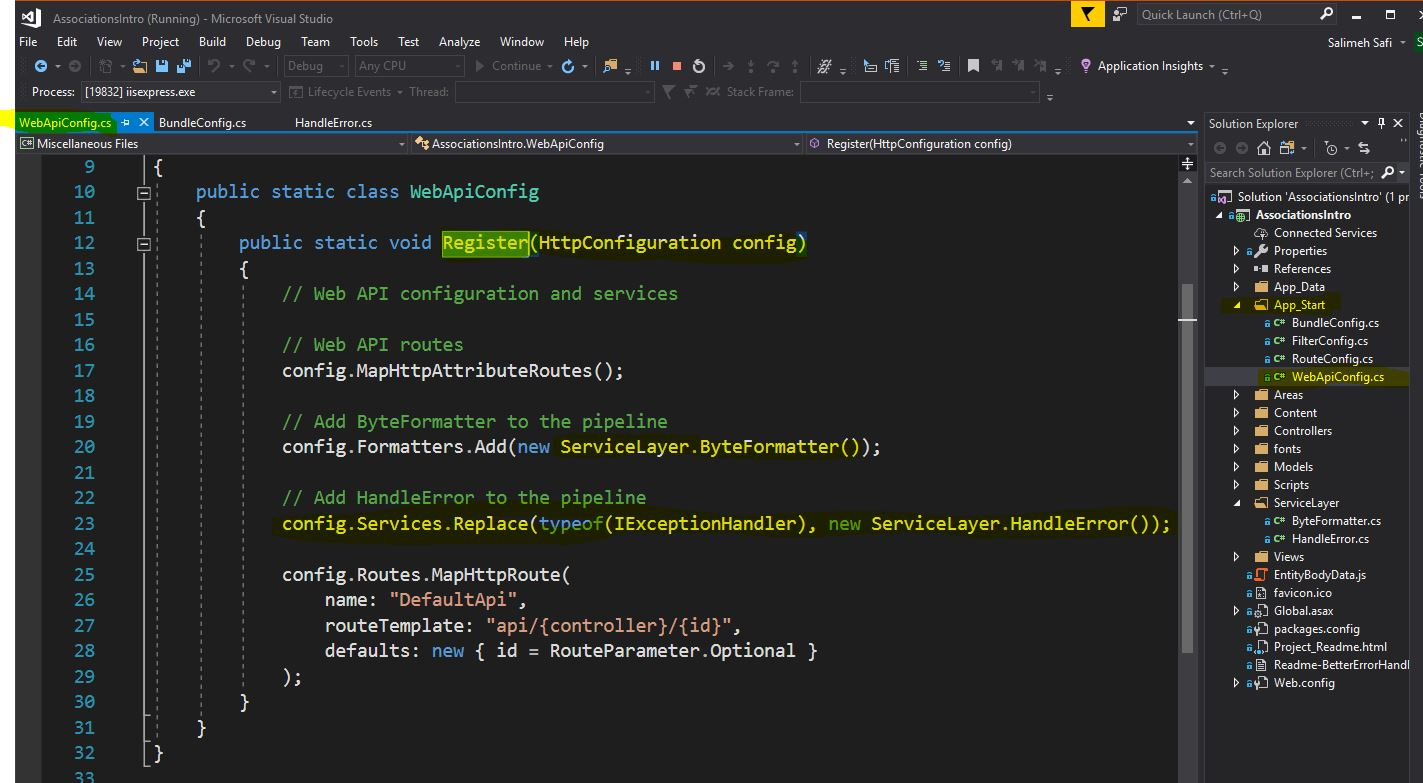 AssociationsIntro (Running) - Microsoft Visual Studio
Quick Launch (Ctrl+Q)
File Edit View Project Build Debug Team Tools Test Analyze Window Help
Salimeh Safi
Debug Any CPU Continue Application Insights
Process: [19832] iisexpress.exe Lifecycle Events Thread: Stack Frame:
WebApiConfig.cs BundleConfig.cs HandleError.cs
Miscellaneous Files AssociationsIntro.WebApiConfig Register(HttpConfiguration config)
9 {
10 public static class WebApiConfig
11 {
12 public static void Register(HttpConfiguration config)
13 {
14 // Web API configuration and services
15
16 // Web API routes
17 config.MapHttpAttributeRoutes();
18
19 // Add ByteFormatter to the pipeline
20 config.Formatters.Add(new ServiceLayer.ByteFormatter());
21
22 // Add HandleError to the pipeline
23 config.Services.Replace(typeof(IExceptionHandler), new ServiceLayer.HandleError());
24
25 config.Routes.MapHttpRoute(
26 name: "DefaultApi",
27 routeTemplate: "api/{controller}/{id}",
28 defaults: new { id = RouteParameter.Optional }
29 );
30 }
31 }
32 }
33
Solution Explorer
Search Solution Explorer (Ctrl+;
Solution 'AssociationsIntro' (1 pr
AssociationsIntro
Connected Services
Properties
References
App_Data
App_Start
BundleConfig.cs
FilterConfig.cs
RouteConfig.cs
WebApiConfig.cs
Areas
Content
Controllers
fonts
Models
Scripts
ServiceLayer
ByteFormatter.cs
HandleError.cs
Views
EntityBodyData.js
favicon.ico
Global.asax
packages.config
Project_Readme.html
Readme-BetterErrorHandl
Web.config
Diagnostic Tools